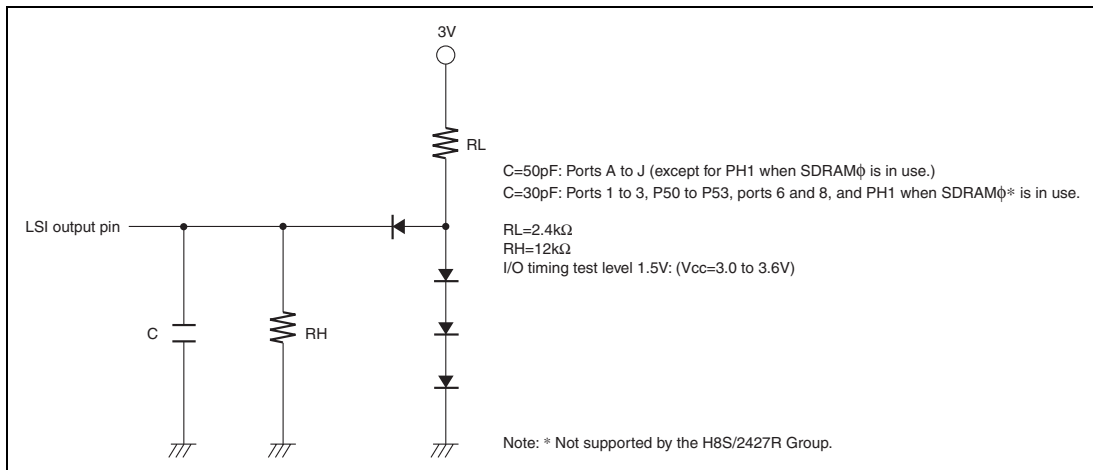 3V
RL
C=50pF: Ports A to J (except for PH1 when SDRAMϕ is in use.)
C=30pF: Ports 1 to 3, P50 to P53, ports 6 and 8, and PH1 when SDRAMϕ* is in use.
LSI output pin
RL=2.4kΩ
RH=12kΩ
I/O timing test level 1.5V: (Vcc=3.0 to 3.6V)
C
RH
Note: * Not supported by the H8S/2427R Group.